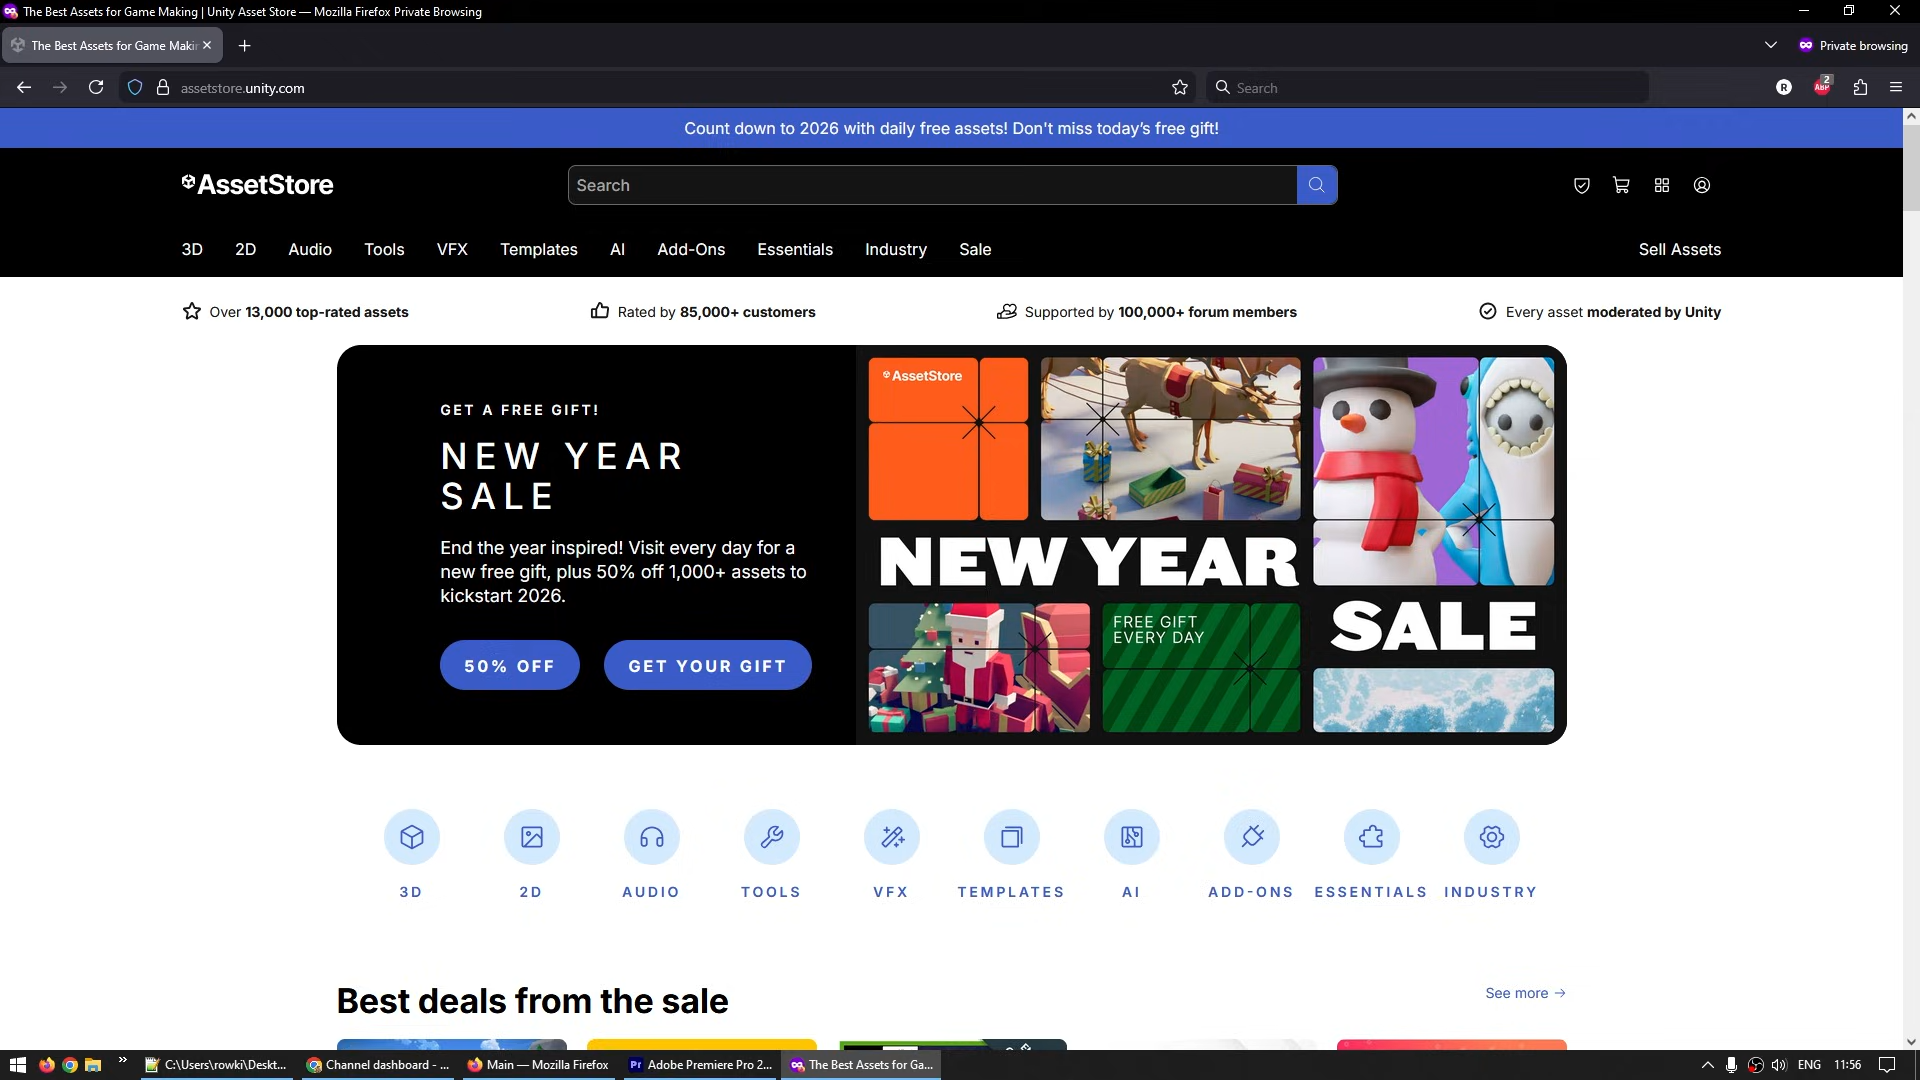 The Best Assets for Game Making | Unity Asset Store — Mozilla Firefox Private Browsing
The Best Assets for Game Makin
Private browsing
assetstore.unity.com
Search
R
ABP
2
Count down to 2026 with daily free assets! Don't miss today’s free gift!
AssetStore
Search
3D
2D
Audio
Tools
VFX
Templates
AI
Add-Ons
Essentials
Industry
Sale
Sell Assets
Over 13,000 top-rated assets
Rated by 85,000+ customers
Supported by 100,000+ forum members
Every asset moderated by Unity
GET A FREE GIFT!
NEW YEAR
SALE
End the year inspired! Visit every day for a
new free gift, plus 50% off 1,000+ assets to
kickstart 2026.
50% OFF
GET YOUR GIFT
AssetStore
NEW YEAR
SALE
FREE GIFT
EVERY DAY
3D
2D
AUDIO
TOOLS
VFX
TEMPLATES
AI
ADD-ONS
ESSENTIALS
INDUSTRY
Best deals from the sale
See more →
C:\Users\rowki\Deskt...
Channel dashboard - ...
Main — Mozilla Firefox
Pr
Adobe Premiere Pro 2...
The Best Assets for Ga...
ENG
11:56